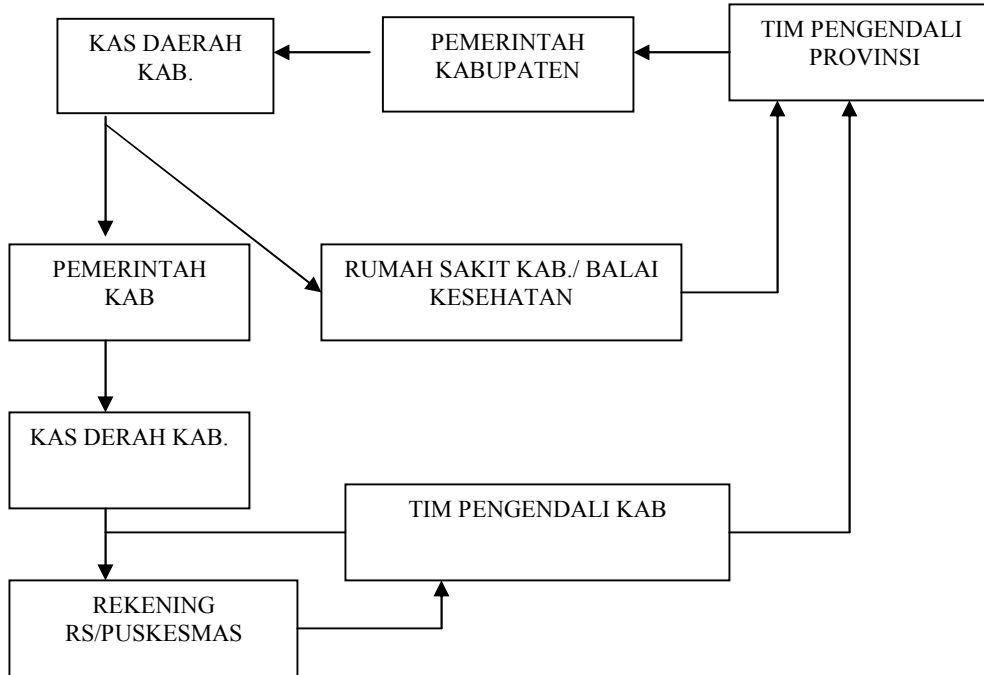 KAS DAERAH
KAB.
PEMERINTAH
KABUPATEN
TIM PENGENDALI
PROVINSI
PEMERINTAH
KAB
RUMAH SAKIT KAB./ BALAI
KESEHATAN
KAS DERAH KAB.
TIM PENGENDALI KAB
REKENING
RS/PUSKESMAS